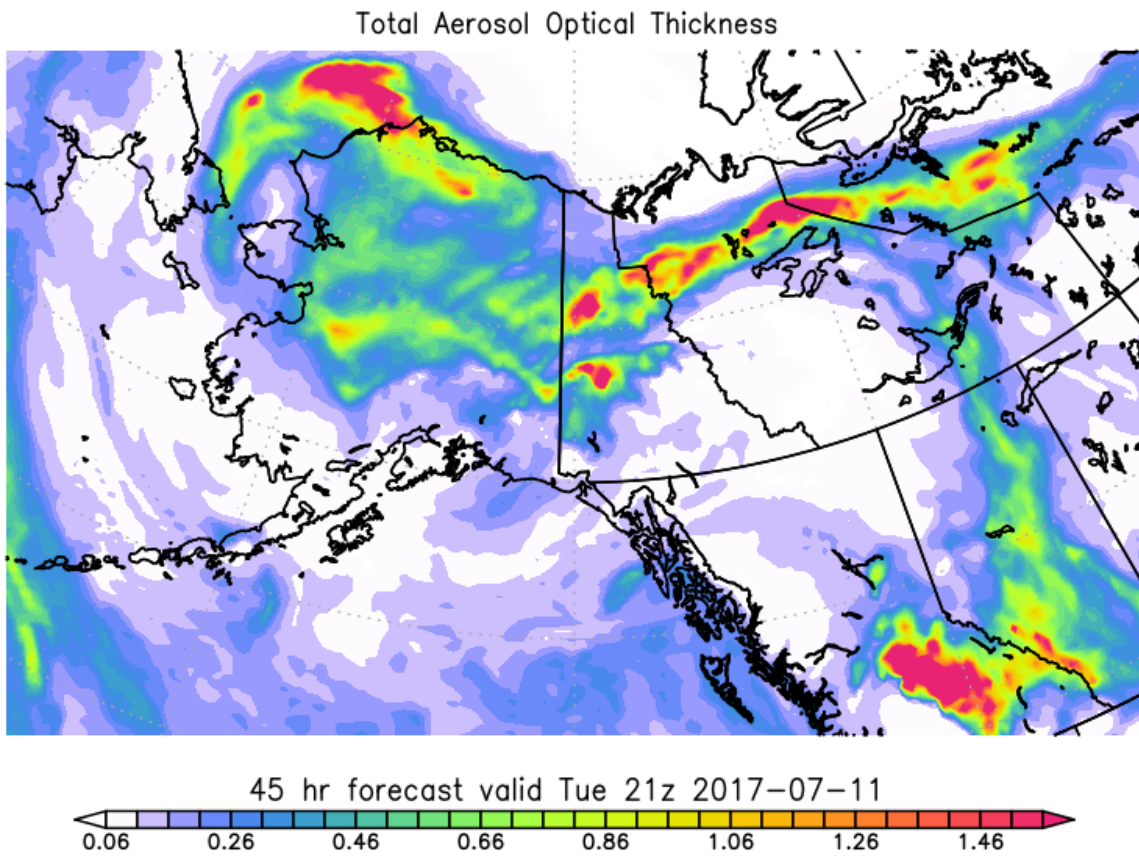 Total Aerosol Optical Thickness
45 hr forecast valid Tue 21z 2017-07-11
0.06 0.26 0.46 0.66 0.86 1.06 1.26 1.46